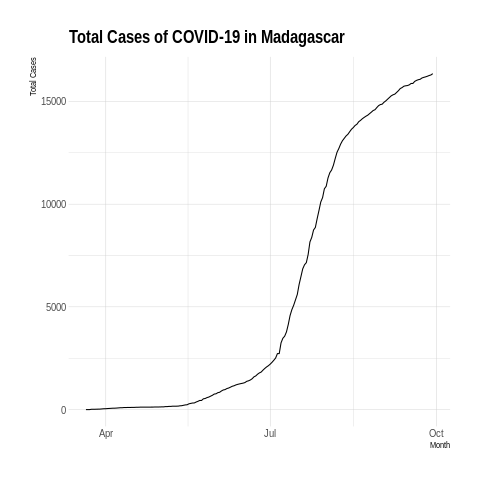 Total Cases of COVID-19 in Madagascar
Total Cases
15000
10000
5000
0
Apr
Jul
Oct
Month